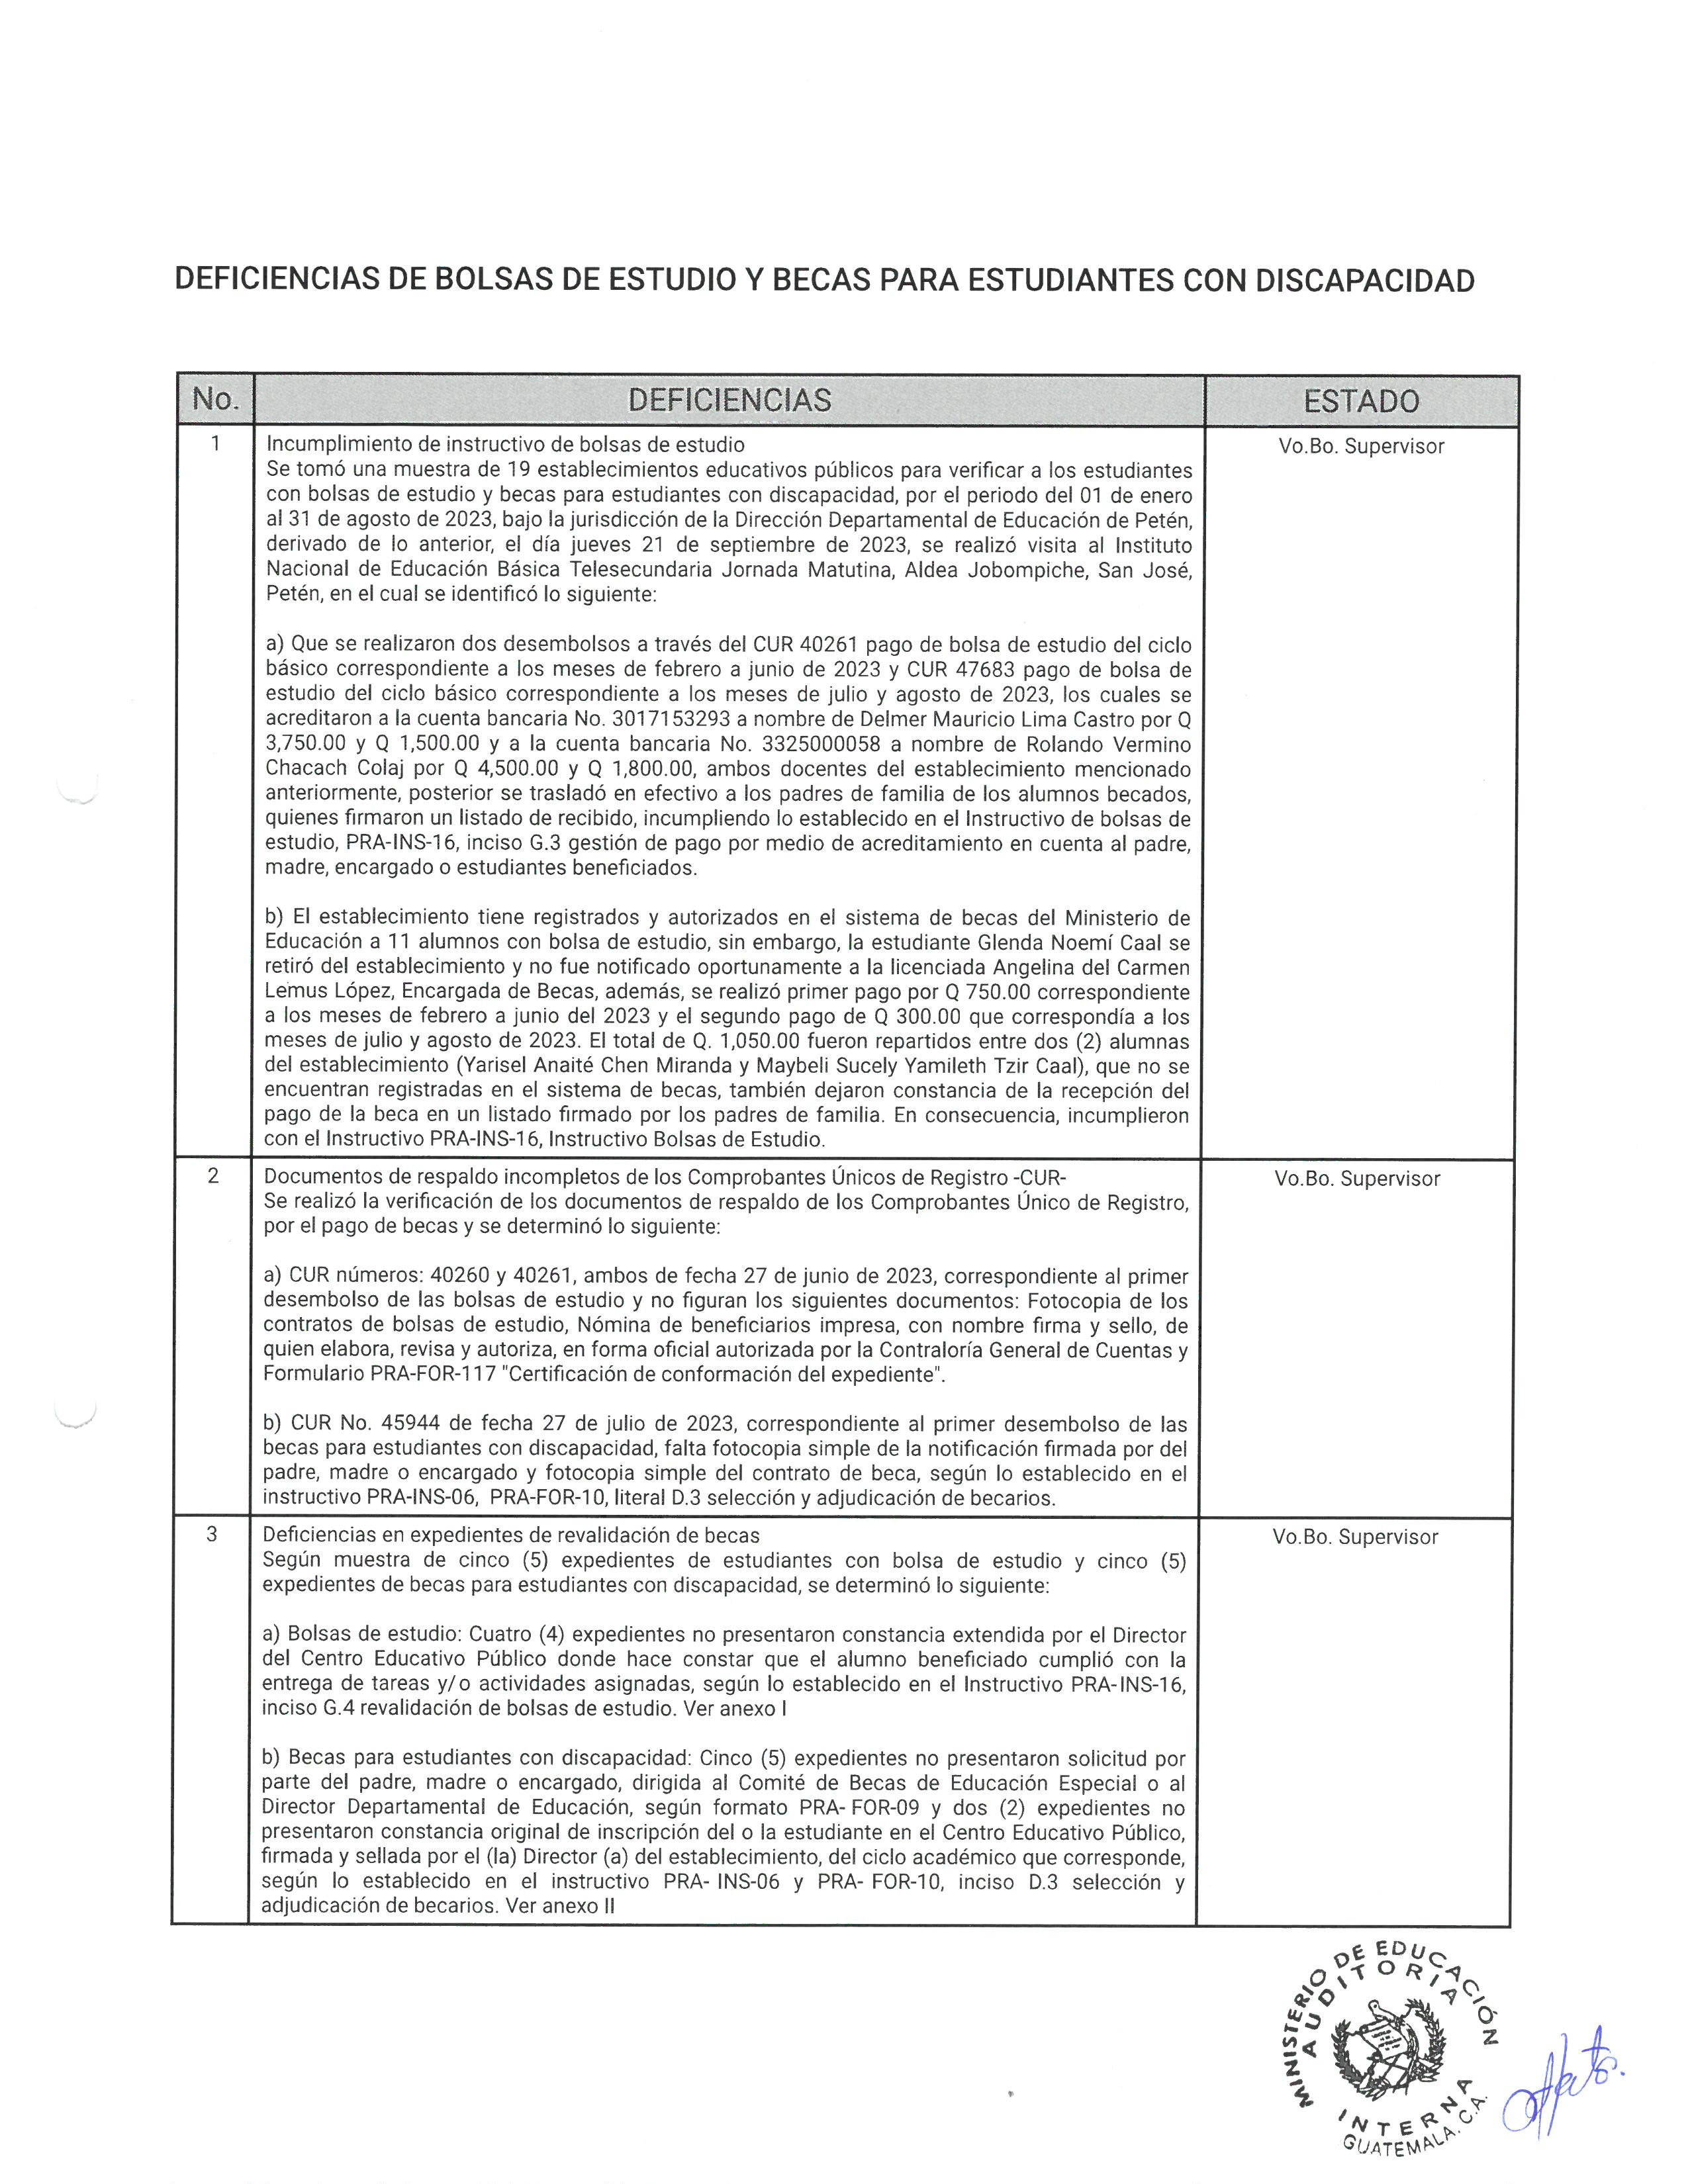 DEFICIENCIAS DE BOLSAS DE ESTUDIO Y BECAS PARA ESTUDIANTES CON DISCAPACIDAD
No. DEFICIENCIAS ESTADO
1 Incumplimiento de instructivo de bolsas de estudio Vo.Bo. Supervisor
Se tomó una muestra de 19 establecimientos educativos públicos para verificar a los estudiantes
con bolsas de estudio y becas para estudiantes con discapacidad, por el periodo del 01 de enero
al 31 de agosto de 2023, bajo la jurisdicción de la Dirección Departamental de Educación de Petén,
derivado de lo anterior, el día jueves 21 de septiembre de 2023, se realizó visita al Instituto
Nacional de Educación Básica Telesecundaria Jornada Matutina, Aldea Jobompiche, San José,
Petén, en el cual se identificó lo siguiente:
a) Que se realizaron dos desembolsos a través del CUR 40261 pago de bolsa de estudio del ciclo
básico correspondiente a los meses de febrero a junio de 2023 y CUR 47683 pago de bolsa de
estudio del ciclo básico correspondiente a los meses de julio y agosto de 2023, los cuales se
acreditaron a la cuenta bancaria No. 3017153293 a nombre de Delmer Mauricio Lima Castro por Q
3,750.00 y Q 1,500.00 y a la cuenta bancaria No. 3325000058 a nombre de Rolando Vermino
Chacach Colaj por Q 4,500.00 y Q 1,800.00, ambos docentes del establecimiento mencionado
anteriormente, posterior se trasladó en efectivo a los padres de familia de los alumnos becados,
quienes firmaron un listado de recibido, incumpliendo lo establecido en el Instructivo de bolsas de
estudio, PRA-INS-16, inciso G.3 gestión de pago por medio de acreditamiento en cuenta al padre,
madre, encargado o estudiantes beneficiados.
b) El establecimiento tiene registrados y autorizados en el sistema de becas del Ministerio de
Educación a 11 alumnos con bolsa de estudio, sin embargo, la estudiante Glenda Noemí Caal se
retiró del establecimiento y no fue notificado oportunamente a la licenciada Angelina del Carmen
Lemus López, Encargada de Becas, además, se realizó primer pago por Q 750.00 correspondiente
a los meses de febrero a junio del 2023 y el segundo pago de Q 300.00 que correspondía a los
meses de julio y agosto de 2023. El total de Q. 1,050.00 fueron repartidos entre dos (2) alumnas
del establecimiento (Yarisel Anaité Chen Miranda y Maybeli Sucely Yamileth Tzir Caal), que no se
encuentran registradas en el sistema de becas, también dejaron constancia de la recepción del
pago de la beca en un listado firmado por los padres de familia. En consecuencia, incumplieron
con el Instructivo PRA-INS-16, Instructivo Bolsas de Estudio.
2 Documentos de respaldo incompletos de los Comprobantes Únicos de Registro -CUR- Vo.Bo. Supervisor
Se realizó la verificación de los documentos de respaldo de los Comprobantes Único de Registro,
por el pago de becas y se determinó lo siguiente:
a) CUR números: 40260 y 40261, ambos de fecha 27 de junio de 2023, correspondiente al primer
desembolso de las bolsas de estudio y no figuran los siguientes documentos: Fotocopia de los
contratos de bolsas de estudio, Nómina de beneficiarios impresa, con nombre firma y sello, de
quien elabora, revisa y autoriza, en forma oficial autorizada por la Contraloría General de Cuentas y
Formulario PRA-FOR-117 "Certificación de conformación del expediente".
b) CUR No. 45944 de fecha 27 de julio de 2023, correspondiente al primer desembolso de las
becas para estudiantes con discapacidad, falta fotocopia simple de la notificación firmada por del
padre, madre o encargado y fotocopia simple del contrato de beca, según lo establecido en el
instructivo PRA-INS-06, PRA-FOR-10, literal D.3 selección y adjudicación de becarios.
3 Deficiencias en expedientes de revalidación de becas Vo.Bo. Supervisor
Según muestra de cinco (5) expedientes de estudiantes con bolsa de estudio y cinco (5)
expedientes de becas para estudiantes con discapacidad, se determinó lo siguiente:
a) Bolsas de estudio: Cuatro (4) expedientes no presentaron constancia extendida por el Director
del Centro Educativo Público donde hace constar que el alumno beneficiado cumplió con la
entrega de tareas y/o actividades asignadas, según lo establecido en el Instructivo PRA-INS-16,
inciso G.4 revalidación de bolsas de estudio. Ver anexo I
b) Becas para estudiantes con discapacidad: Cinco (5) expedientes no presentaron solicitud por
parte del padre, madre o encargado, dirigida al Comité de Becas de Educación Especial o al
Director Departamental de Educación, según formato PRA- FOR-09 y dos (2) expedientes no
presentaron constancia original de inscripción del o la estudiante en el Centro Educativo Público,
firmada y sellada por el (la) Director (a) del establecimiento, del ciclo académico que corresponde,
según lo establecido en el instructivo PRA- INS-06 y PRA- FOR-10, inciso D.3 selección y
adjudicación de becarios. Ver anexo II
MINISTERIO DE EDUCACIÓN
AUDITORIA
INTERNA
GUATEMALA, C.A.